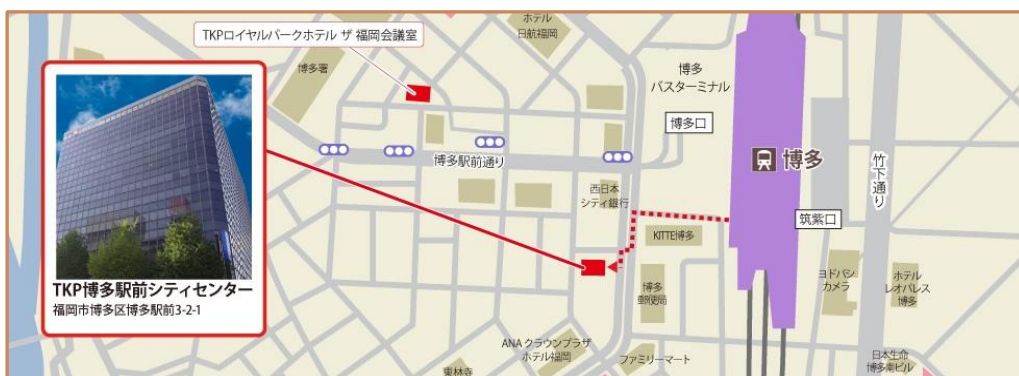 TKPロイヤルパークホテル ザ 福岡会議室
博多署
ホテル
日航福岡
博多
バスターミナル
博多口
博多駅前通り
博多
竹下通り
西日本
シティ銀行
筑紫口
KITTE博多
TKP博多駅前シティセンター
福岡市博多区博多駅前3-2-1
博多
郵便局
ヨドバシ
カメラ
ホテル
レオパレス
博多
ANA クラウンプラザ
ホテル福岡
ファミリーマート
東林寺
日本生命
博多南ビル